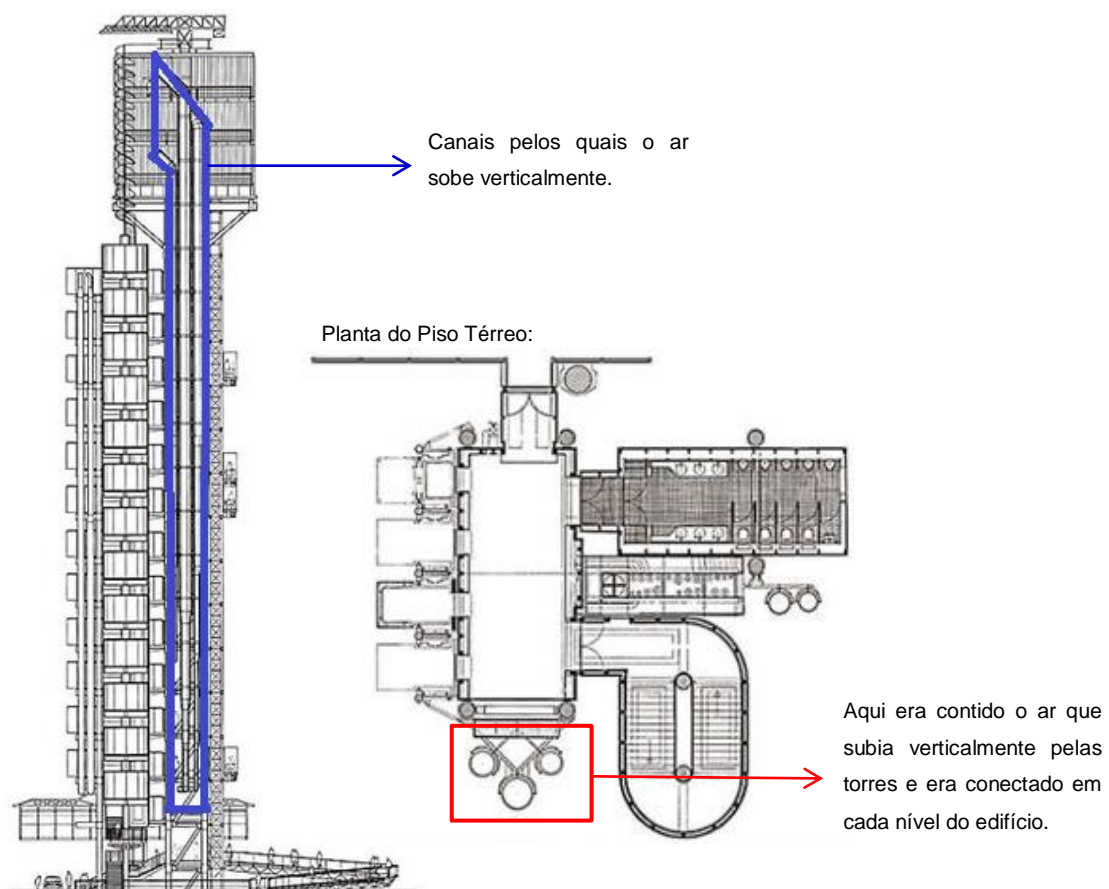 Canais pelos quais o ar
sobe verticalmente.
Planta do Piso Térreo:
Aqui era contido o ar que
subia verticalmente pelas
torres e era conectado em
cada nível do edifício.